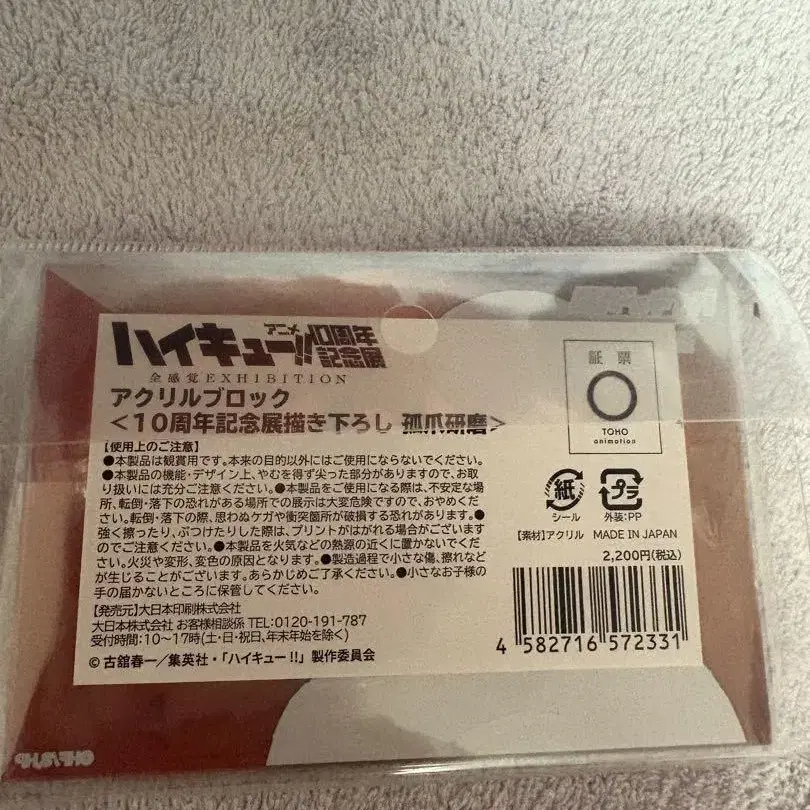 アニメ
ハイキュー!!10周年記念展
全感覚EXHIBITION
アクリルブロック
<10周年記念展描き下ろし 孤爪研磨>
【使用上のご注意】
●本製品は観賞用です。本来の目的以外にはご使用にならないでください。
●本製品の機能・デザイン上、やむを得ず尖った部分がありますので、お取
り扱いには充分ご注意ください。●本製品をご使用になる際は、不安定な場
所、転倒・落下の恐れがある場所での展示は大変危険ですので、おやめくだ
さい。転倒・落下の際、思わぬケガや衝突箇所が破損する恐れがあります。●
強く擦ったり、ぶつけたりした際は、プリントがはがれる場合がございます
のでご注意ください。●本製品を火気などの熱源の近くに置かないでくだ
さい。火災や変形、変色の原因となります。●製造過程で小さな傷、擦れなど
が生じることがございます。あらかじめご了承ください。●小さなお子様の
手の届かないところに保管してください。
【発売元】大日本印刷株式会社
大日本株式会社 お客様相談係 TEL:0120-191-787
受付時間:10〜17時(土・日・祝日、年末年始を除く)
©古舘春一/集英社・「ハイキュー!!」製作委員会
証票
TOHO
animation
紙
シール
プラ
外装:PP
【素材】アクリル MADE IN JAPAN
2,200円(税込)
4 582716 572331